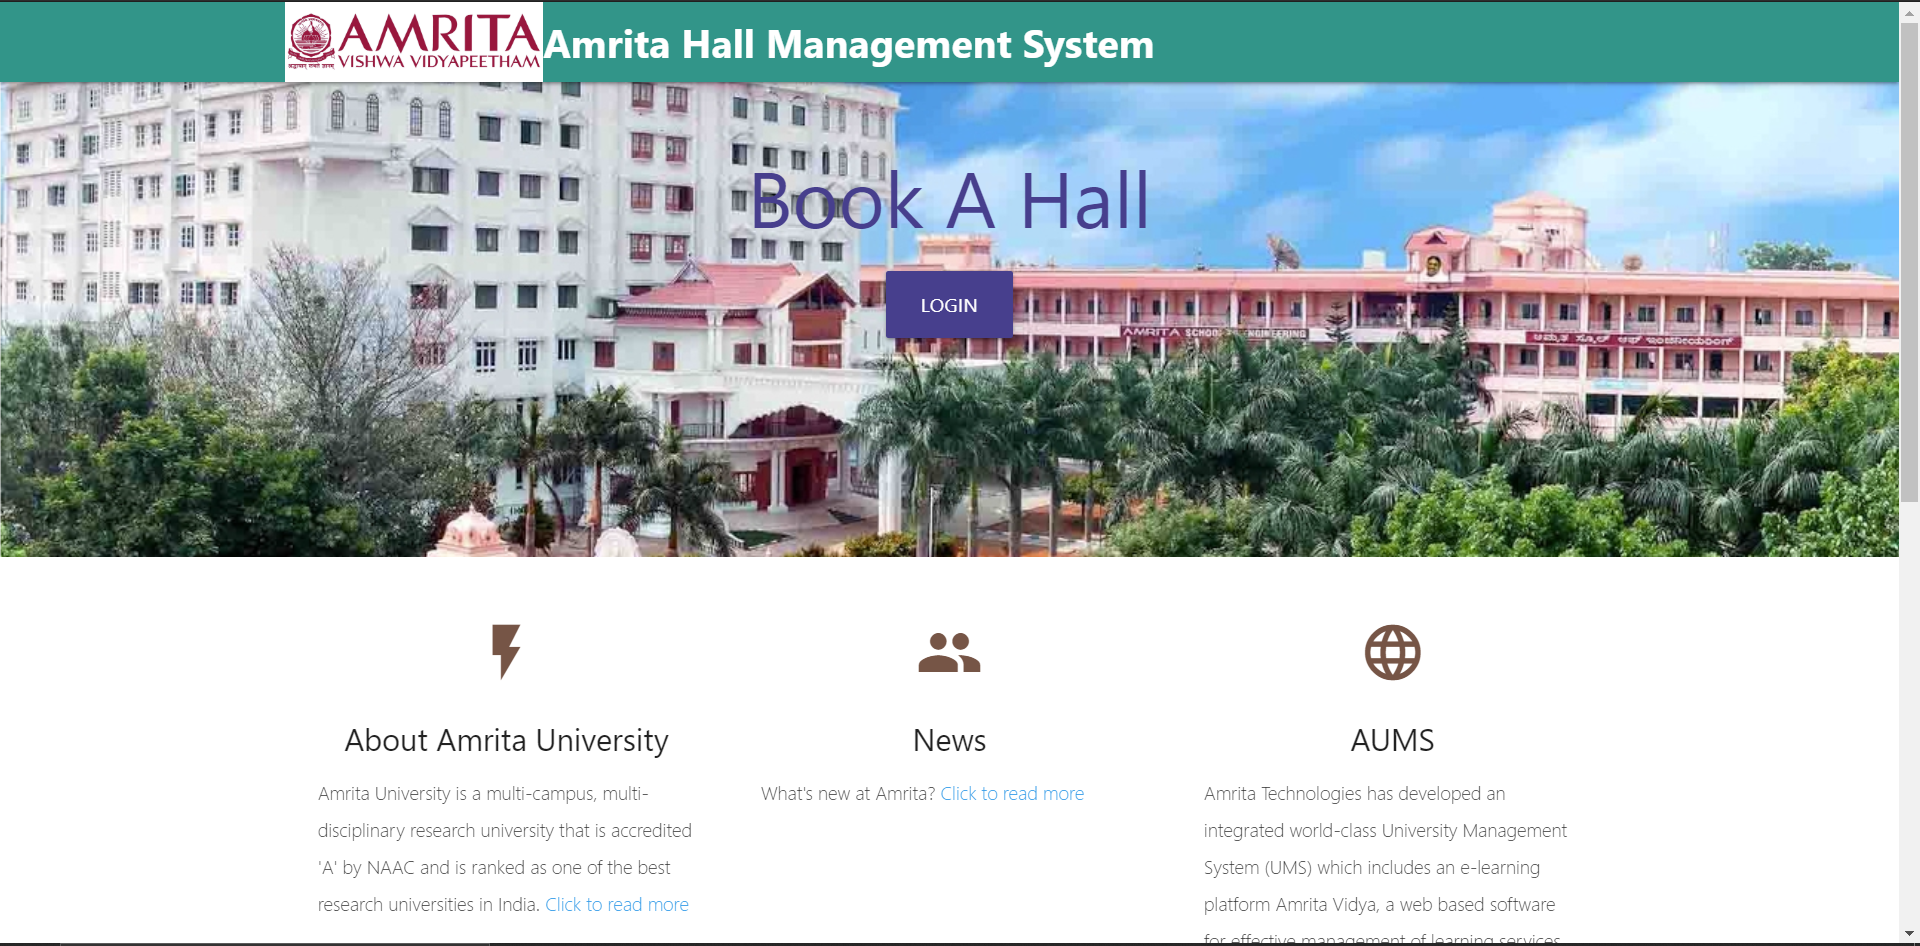 AMRITA
VISHWA VIDYAPEETHAM
Amrita Hall Management System
Book A Hall
LOGIN
AMRITA SCHOOL OF ENGINEERING
ಅಮೃತ ಸ್ಕೂಲ್ ಆಫ್ ಇಂಜಿನೀಯರಿಂಗ್
About Amrita University
Amrita University is a multi-campus, multi-
disciplinary research university that is accredited
'A' by NAAC and is ranked as one of the best
research universities in India. Click to read more
News
What's new at Amrita? Click to read more
AUMS
Amrita Technologies has developed an
integrated world-class University Management
System (UMS) which includes an e-learning
platform Amrita Vidya, a web based software
for effective management of learning services